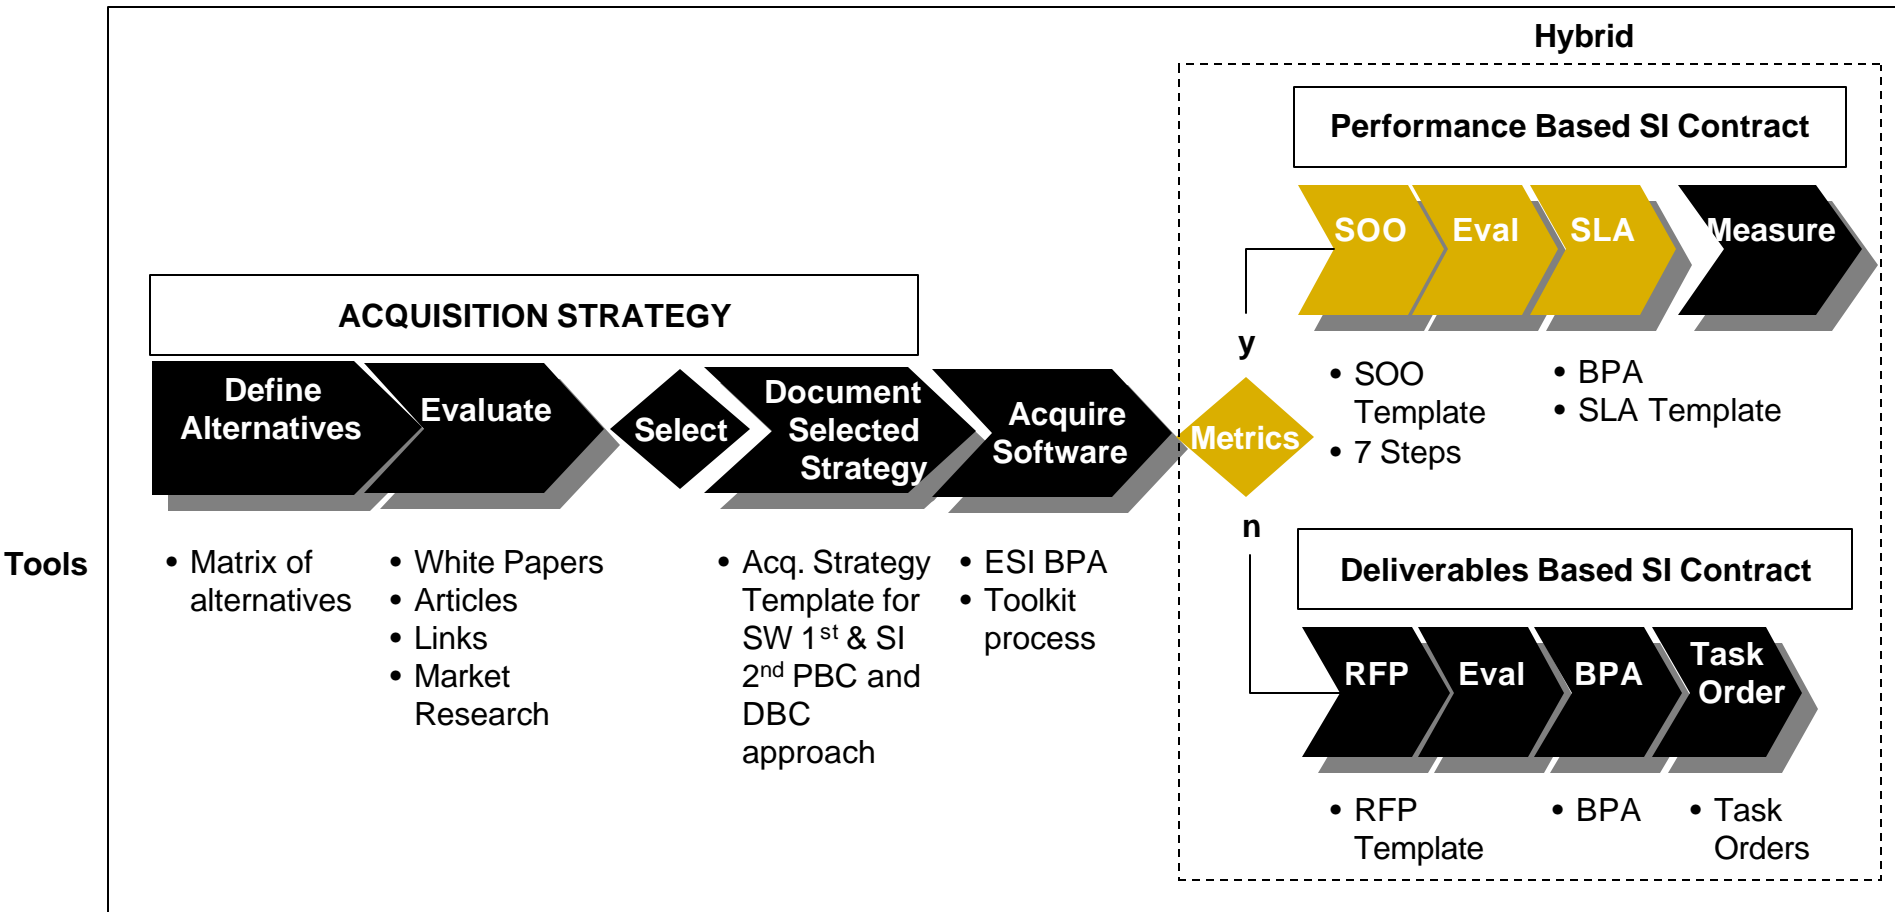 Hybrid
Performance Based SI Contract
SOO
Eval
SLA
Measure
ACQUISITION STRATEGY
y
Define
Alternatives
Evaluate
Select
Document
Selected
Strategy
Acquire
Software
Metrics
• SOO
Template
• 7 Steps
• BPA
• SLA Template
n
Tools
• Matrix of
alternatives
• White Papers
• Articles
• Links
• Market
Research
• Acq. Strategy
Template for
SW 1st & SI
2nd PBC and
DBC
approach
• ESI BPA
• Toolkit
process
Deliverables Based SI Contract
RFP
Eval
BPA
Task
Order
• RFP
Template
• BPA
• Task
Orders